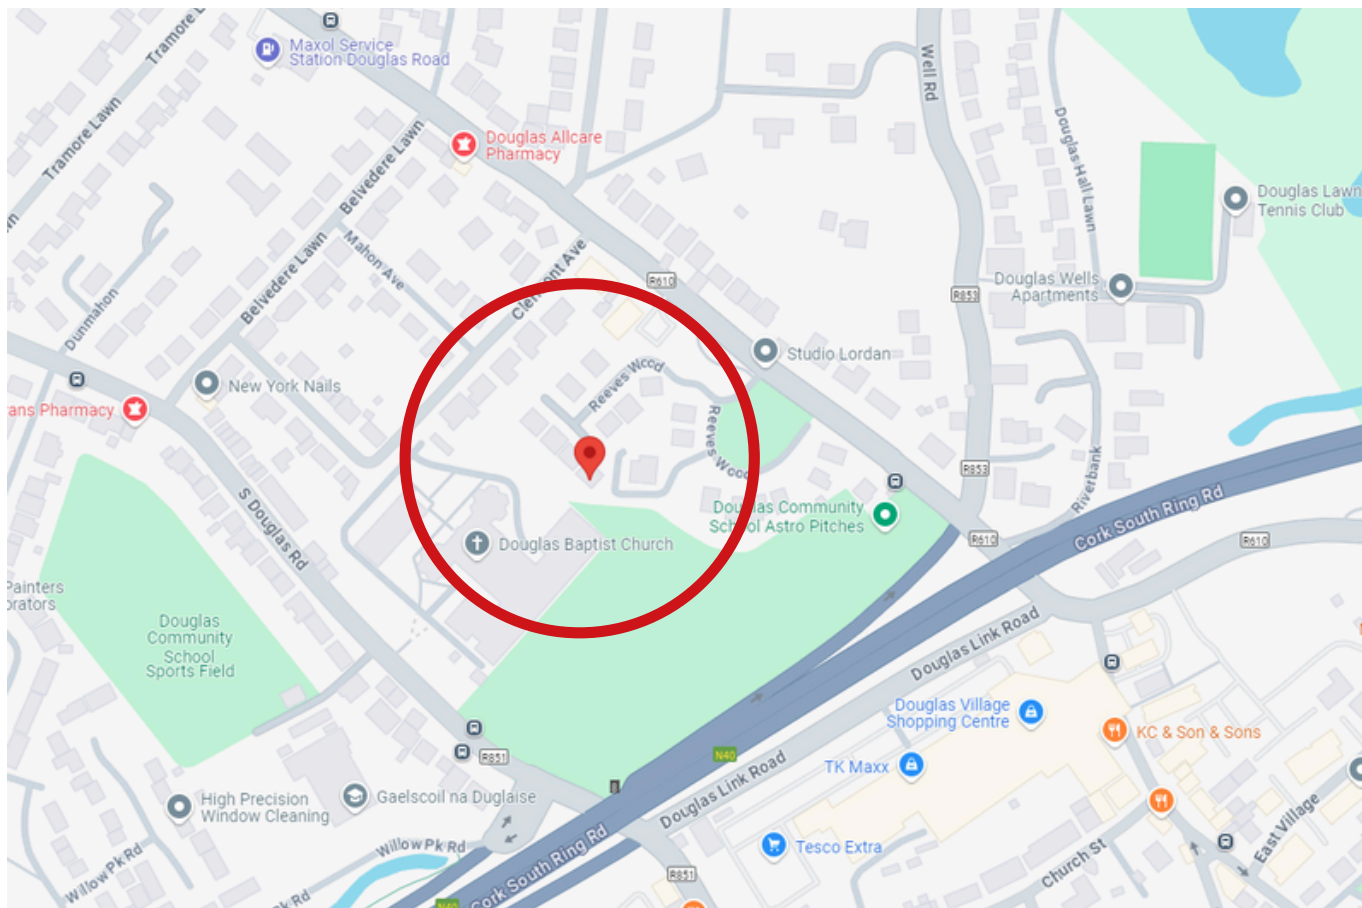 Tramore L
Maxol Service
Station Douglas Road
Well Rd
Tramore Lawn
Douglas Allcare
Pharmacy
Belvedere Lawn
Douglas Hall Lawn
Douglas Lawn
Tennis Club
wn
Mahon Ave
Belvedere Lawn
Clermont Ave
R610
Douglas Wells
Apartments
R853
Dunmahon
Studio Lordan
New York Nails
Reeves Wood
ans Pharmacy
Reeves Wood
R853
S Douglas Rd
Riverbank
Cork South Ring Rd
Douglas Community
School Astro Pitches
R610
R610
Douglas Baptist Church
Painters
orators
Douglas
Community
School
Sports Field
Douglas Link Road
Douglas Village
Shopping Centre
KC & Son & Sons
N40
R851
TK Maxx
Douglas Link Road
High Precision
Window Cleaning
Gaelscoil na Duglaise
Willow Pk Rd
Tesco Extra
East Village
Church St
Willow Pk Rd
Cork South Ring Rd
R851
k Rd
N40